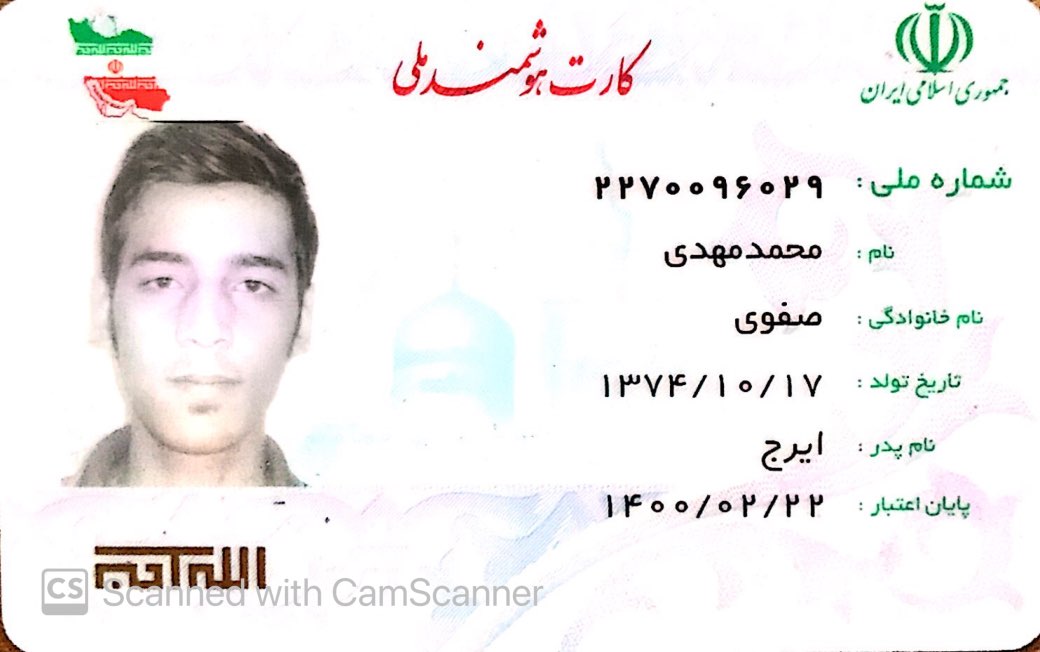 کارت هوشمند ملی
جمهوری اسلامی ایران
شماره ملی : ۲۲۷۰۰۹۶۰۲۹
نام : محمدمهدی
نام خانوادگی : صفوی
تاریخ تولد : ۱۳۷۴/۱۰/۱۷
نام پدر : ایرج
پایان اعتبار : ۱۴۰۰/۰۲/۲۲
CS Scanned with CamScanner